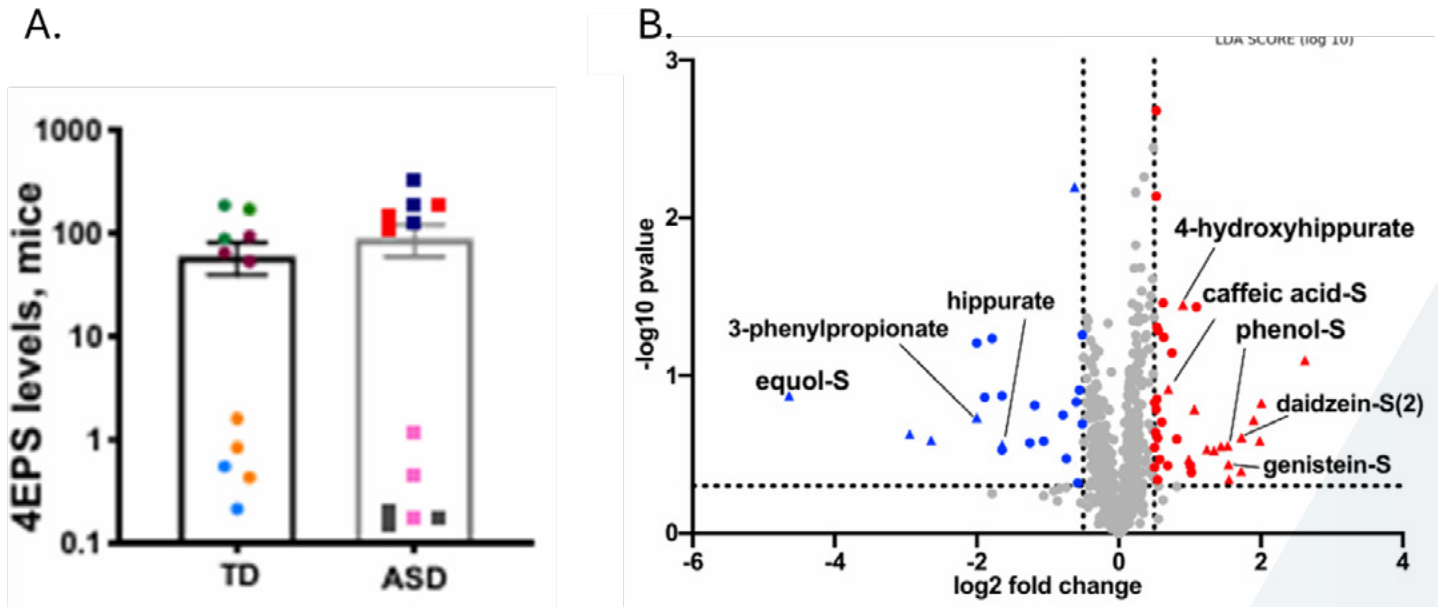 A.
B.
LDA SCORE (log 10)
4EPS levels, mice
1000
100
10
1
0.1
TD
ASD
-log10 pvalue
3
2
1
0
4-hydroxyhippurate
caffeic acid-S
hippurate
phenol-S
3-phenylpropionate
equol-S
daidzein-S(2)
genistein-S
-6
-4
-2
0
2
4
log2 fold change